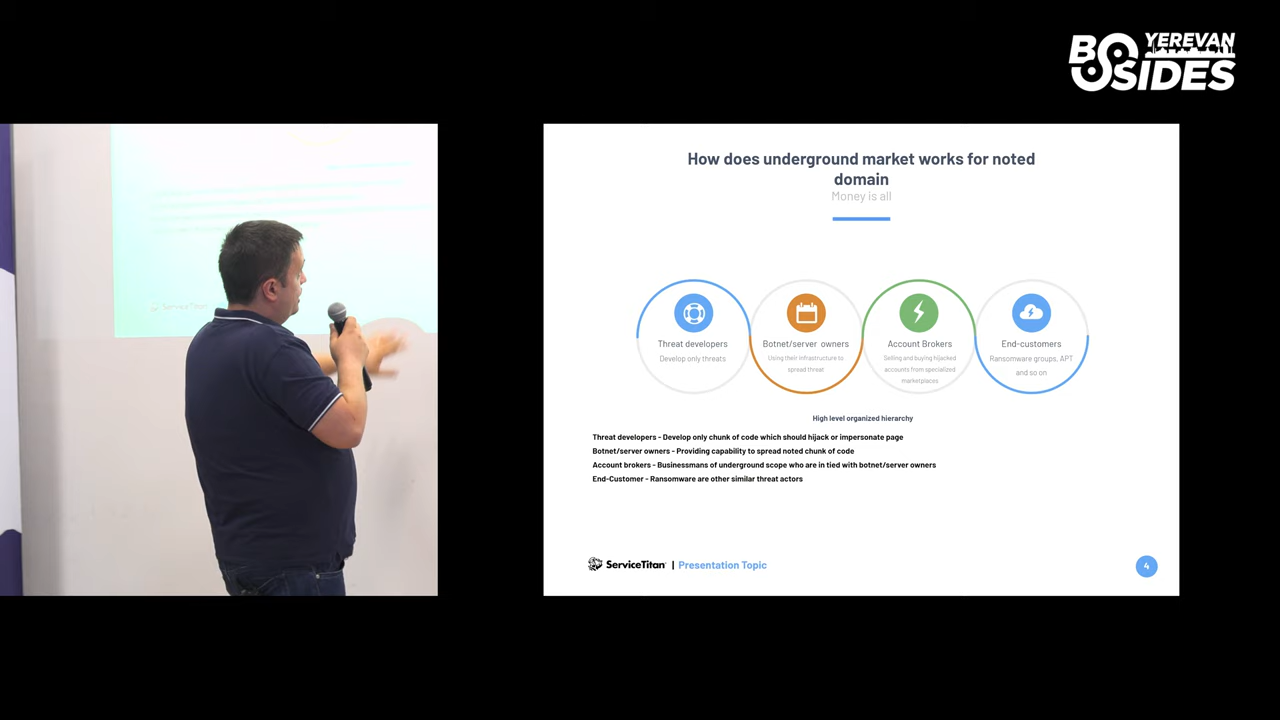 BSIDES
YEREVAN
How does underground market works for noted
domain
Money is all
Threat developers
Develop only threats
Botnet/server owners
Using their infrastructure to
spread threat
Account Brokers
Selling and buying hijacked
accounts from specialized
marketplaces
End-customers
Ransomware groups, APT
and so on
High level organized hierarchy
Threat developers - Develop only chunk of code which should hijack or impersonate page
Botnet/server owners - Providing capability to spread noted chunk of code
Account brokers - Businessmans of underground scope who are in tied with botnet/server owners
End-Customer - Ransomware are other similar threat actors
ServiceTitan | Presentation Topic
4